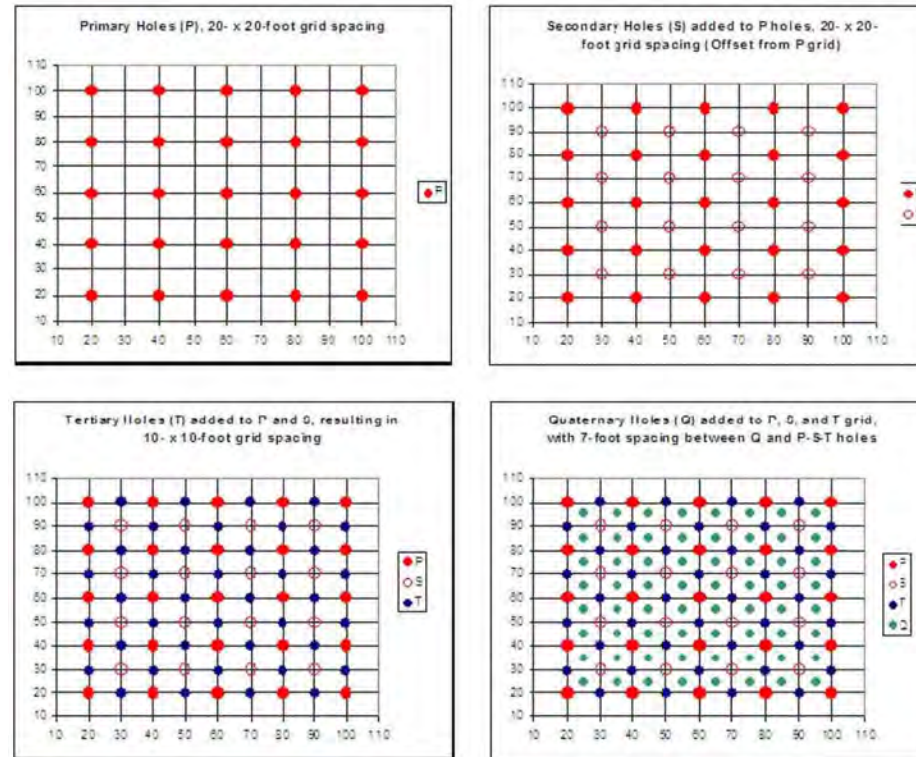 Primary Holes (P), 20- x 20-foot grid spacing
110
100
90
80
70
60
50
40
30
20
10
10 20 30 40 50 60 70 80 90 100 110
Secondary Holes (S) added to P holes, 20- x 20-
foot grid spacing (Offset from P grid)
110
100
90
80
70
60
50
40
30
20
10
10 20 30 40 50 60 70 80 90 100 110
Tertiary Holes (T) added to P and S, resulting in
10- x 10-foot grid spacing
110
100
90
80
70
60
50
40
30
20
10
10 20 30 40 50 60 70 80 90 100 110
P
S
T
Quaternary Holes (Q) added to P, S, and T grid,
with 7-foot spacing between Q and P-S-T holes
110
100
90
80
70
60
50
40
30
20
10
10 20 30 40 50 60 70 80 90 100 110
P
S
T
Q